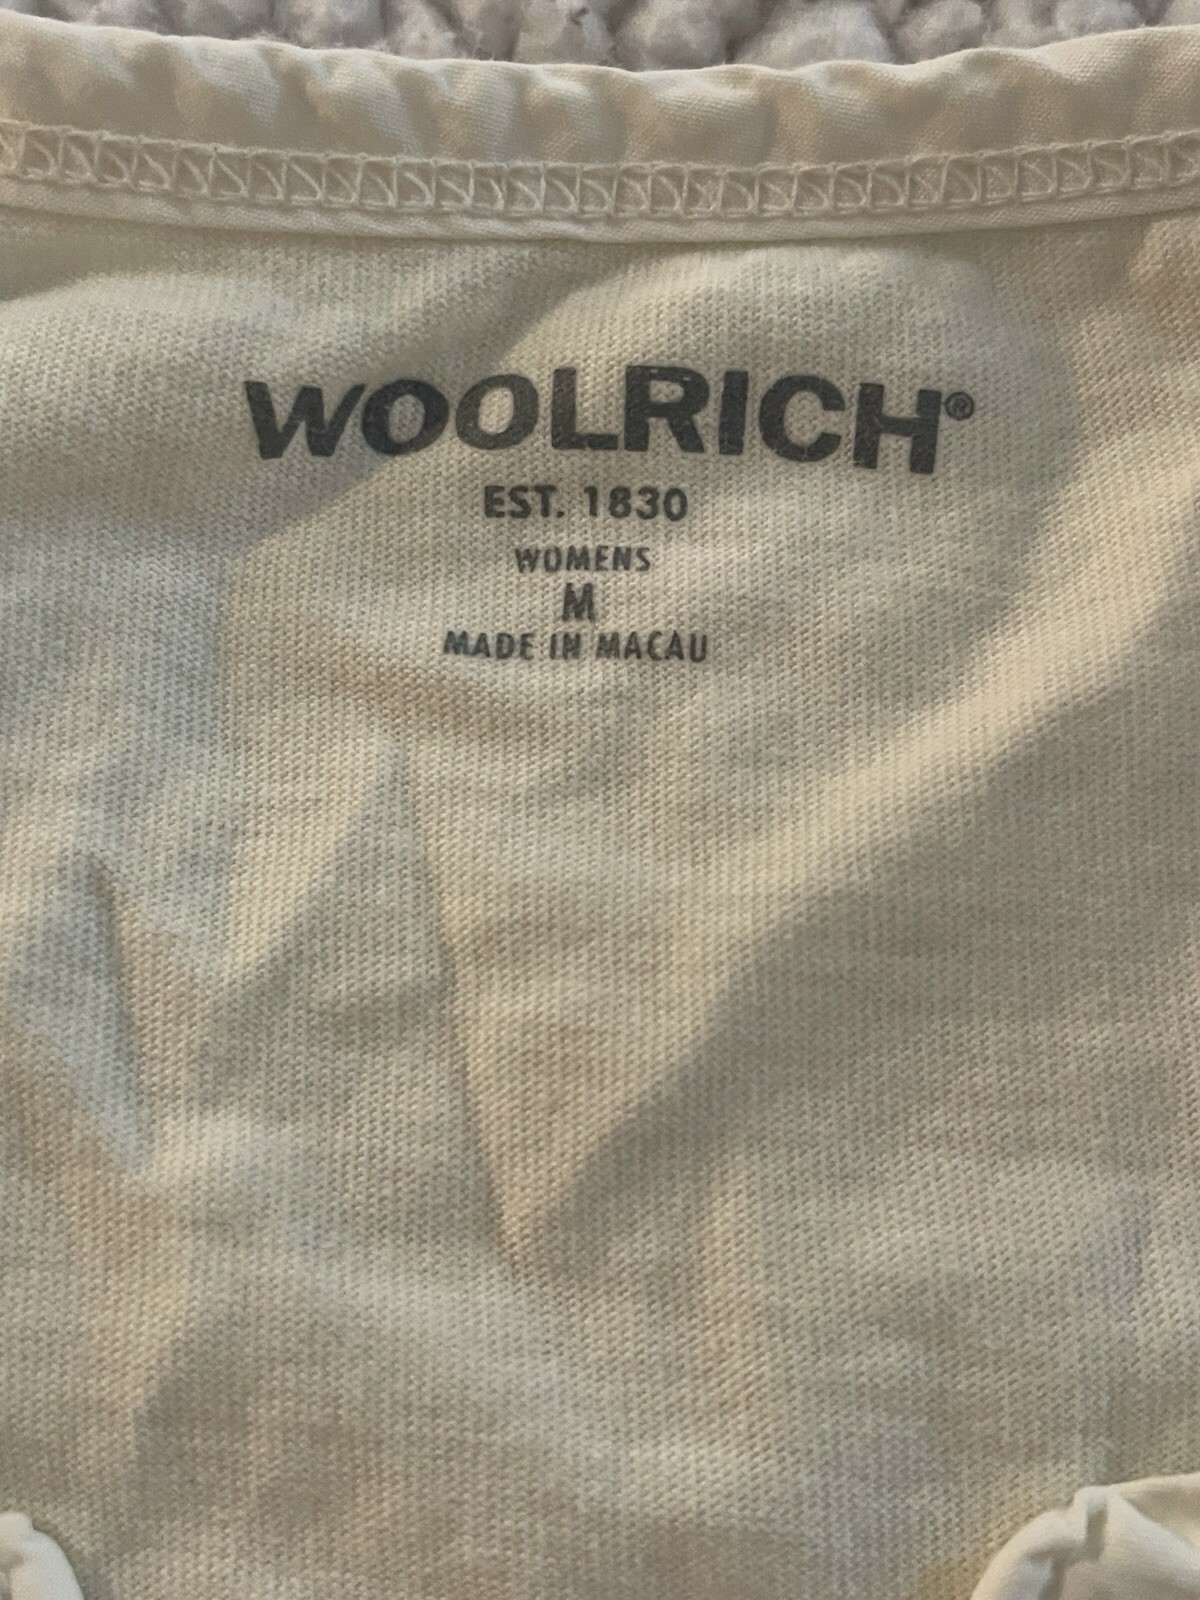 WOOLRICH®
EST. 1830
WOMENS
M
MADE IN MACAU